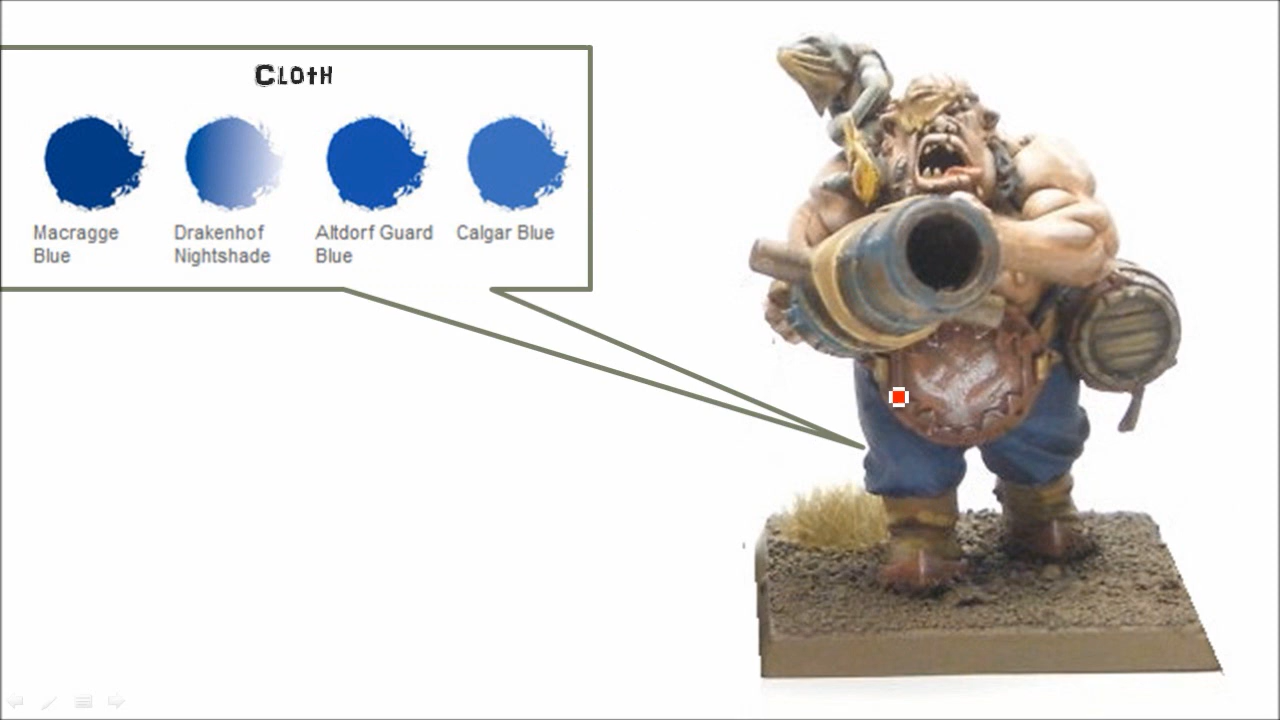 Cloth
Macragge Blue
Drakenhof Nightshade
Altdorf Guard Blue
Calgar Blue